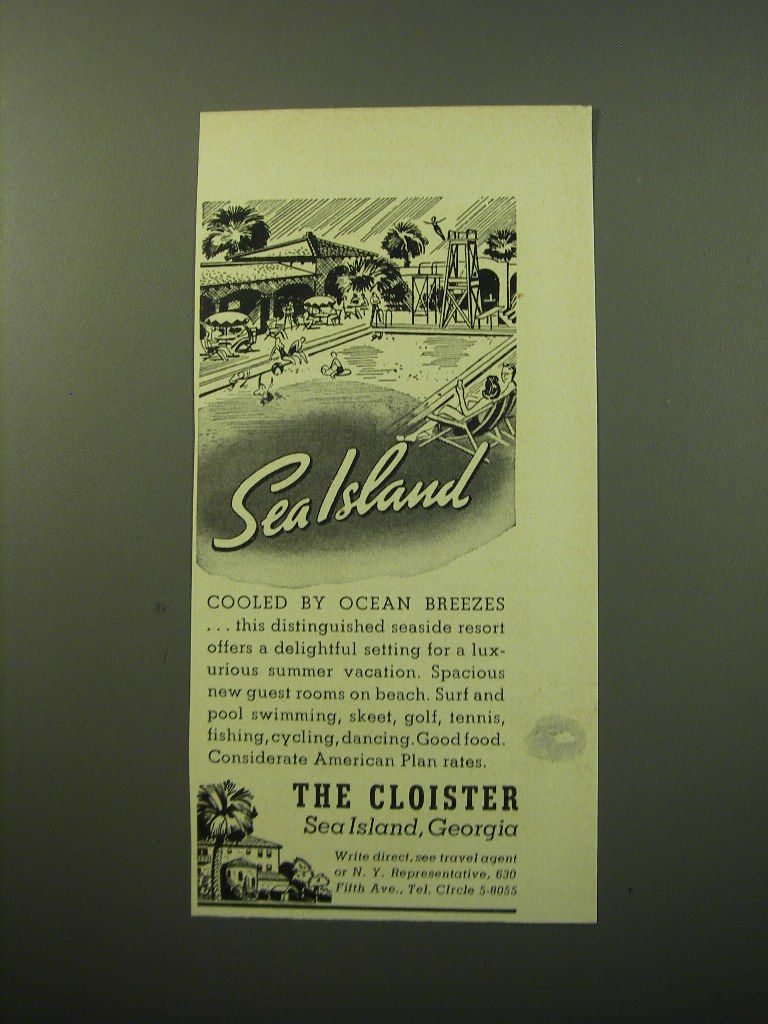 Sea Island
COOLED BY OCEAN BREEZES
... this distinguished seaside resort
offers a delightful setting for a lux-
urious summer vacation. Spacious
new guest rooms on beach. Surf and
pool swimming, skeet, golf, tennis,
fishing, cycling, dancing. Good food.
Considerate American Plan rates.
THE CLOISTER
Sea Island, Georgia
Write direct, see travel agent
or N. Y. Representative, 630
Fifth Ave., Tel. CIrcle 5-8055